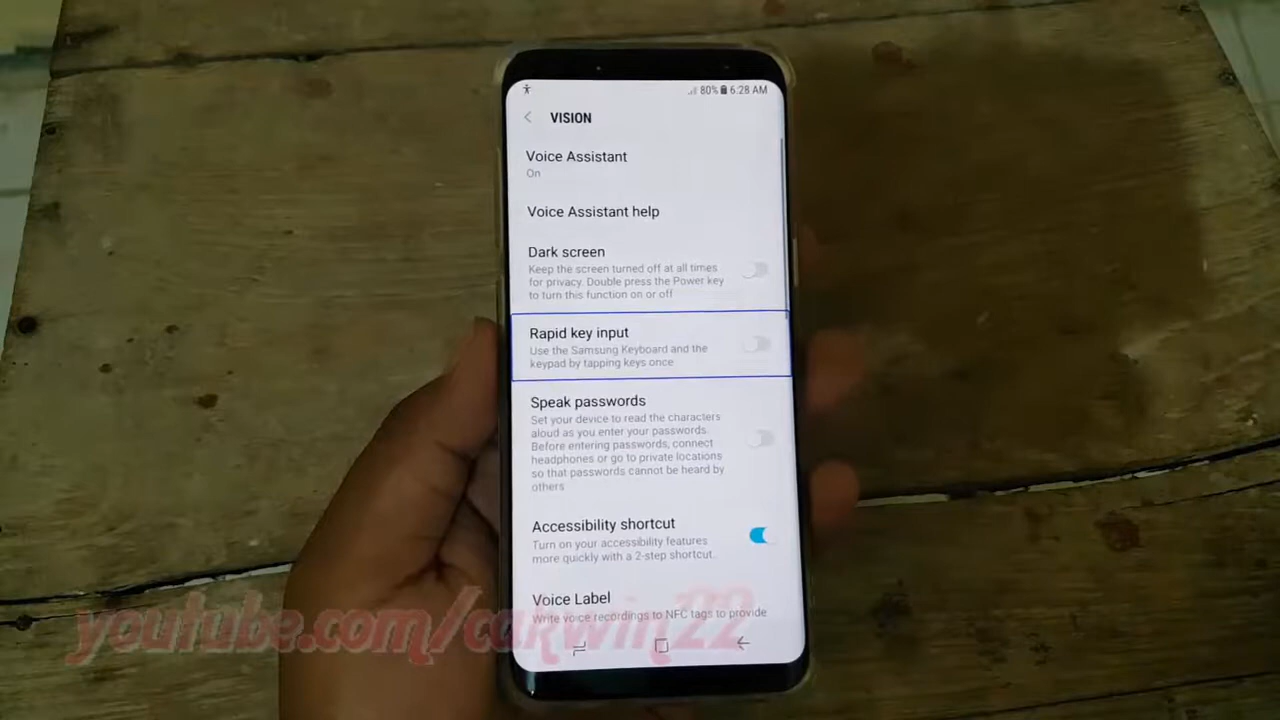 80% 6:28 AM
VISION
Voice Assistant
On
Voice Assistant help
Dark screen
Keep the screen turned off at all times
for privacy. Double press the Power key
to turn this function on or off
Rapid key input
Use the Samsung Keyboard and the
keypad by tapping keys once
Speak passwords
Set your device to read the characters
aloud as you enter your passwords.
Before entering passwords, connect
headphones or go to private locations
so that passwords cannot be heard by
others
Accessibility shortcut
Turn on your accessibility features
more quickly with a 2-step shortcut.
Voice Label
Write voice recordings to NFC tags to provide
youtube.com/cakwin22